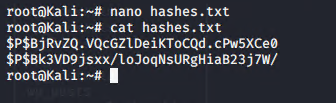 root@Kali:~# nano hashes.txt
root@Kali:~# cat hashes.txt
$P$BjRvZQ.VQcGZlDeiKToCQd.cPw5XCe0
$P$Bk3VD9jsxx/loJoqNsURgHiaB23j7W/
root@Kali:~#